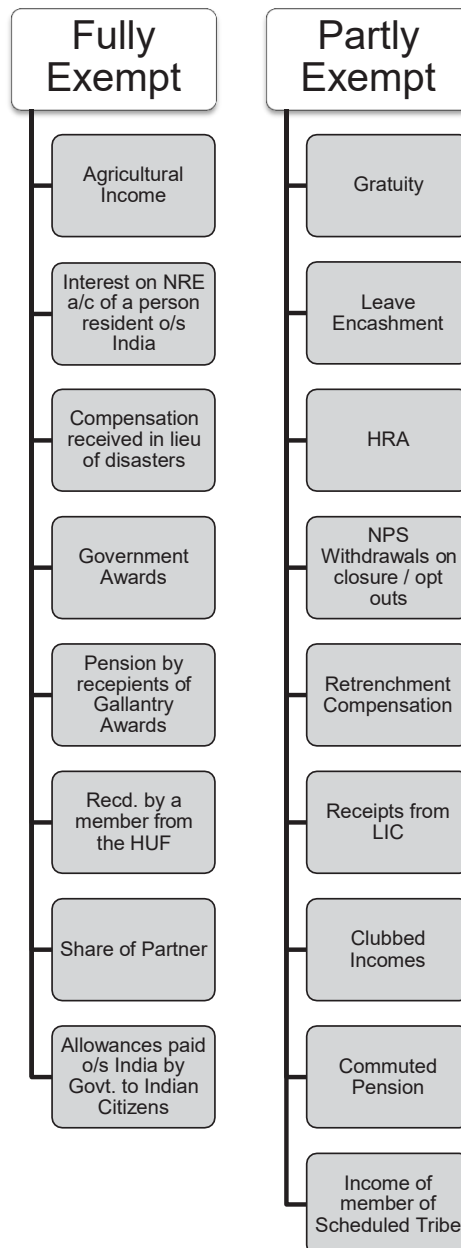 Fully
Exempt
Agricultural
Income
Interest on NRE
a/c of a person
resident o/s
India
Compensation
received in lieu
of disasters
Government
Awards
Pension by
recepients of
Gallantry
Awards
Recd. by a
member from
the HUF
Share of Partner
Allowances paid
o/s India by
Govt. to Indian
Citizens
Partly
Exempt
Gratuity
Leave
Encashment
HRA
NPS
Withdrawals on
closure / opt
outs
Retrenchment
Compensation
Receipts from
LIC
Clubbed
Incomes
Commuted
Pension
Income of
member of
Scheduled Tribe